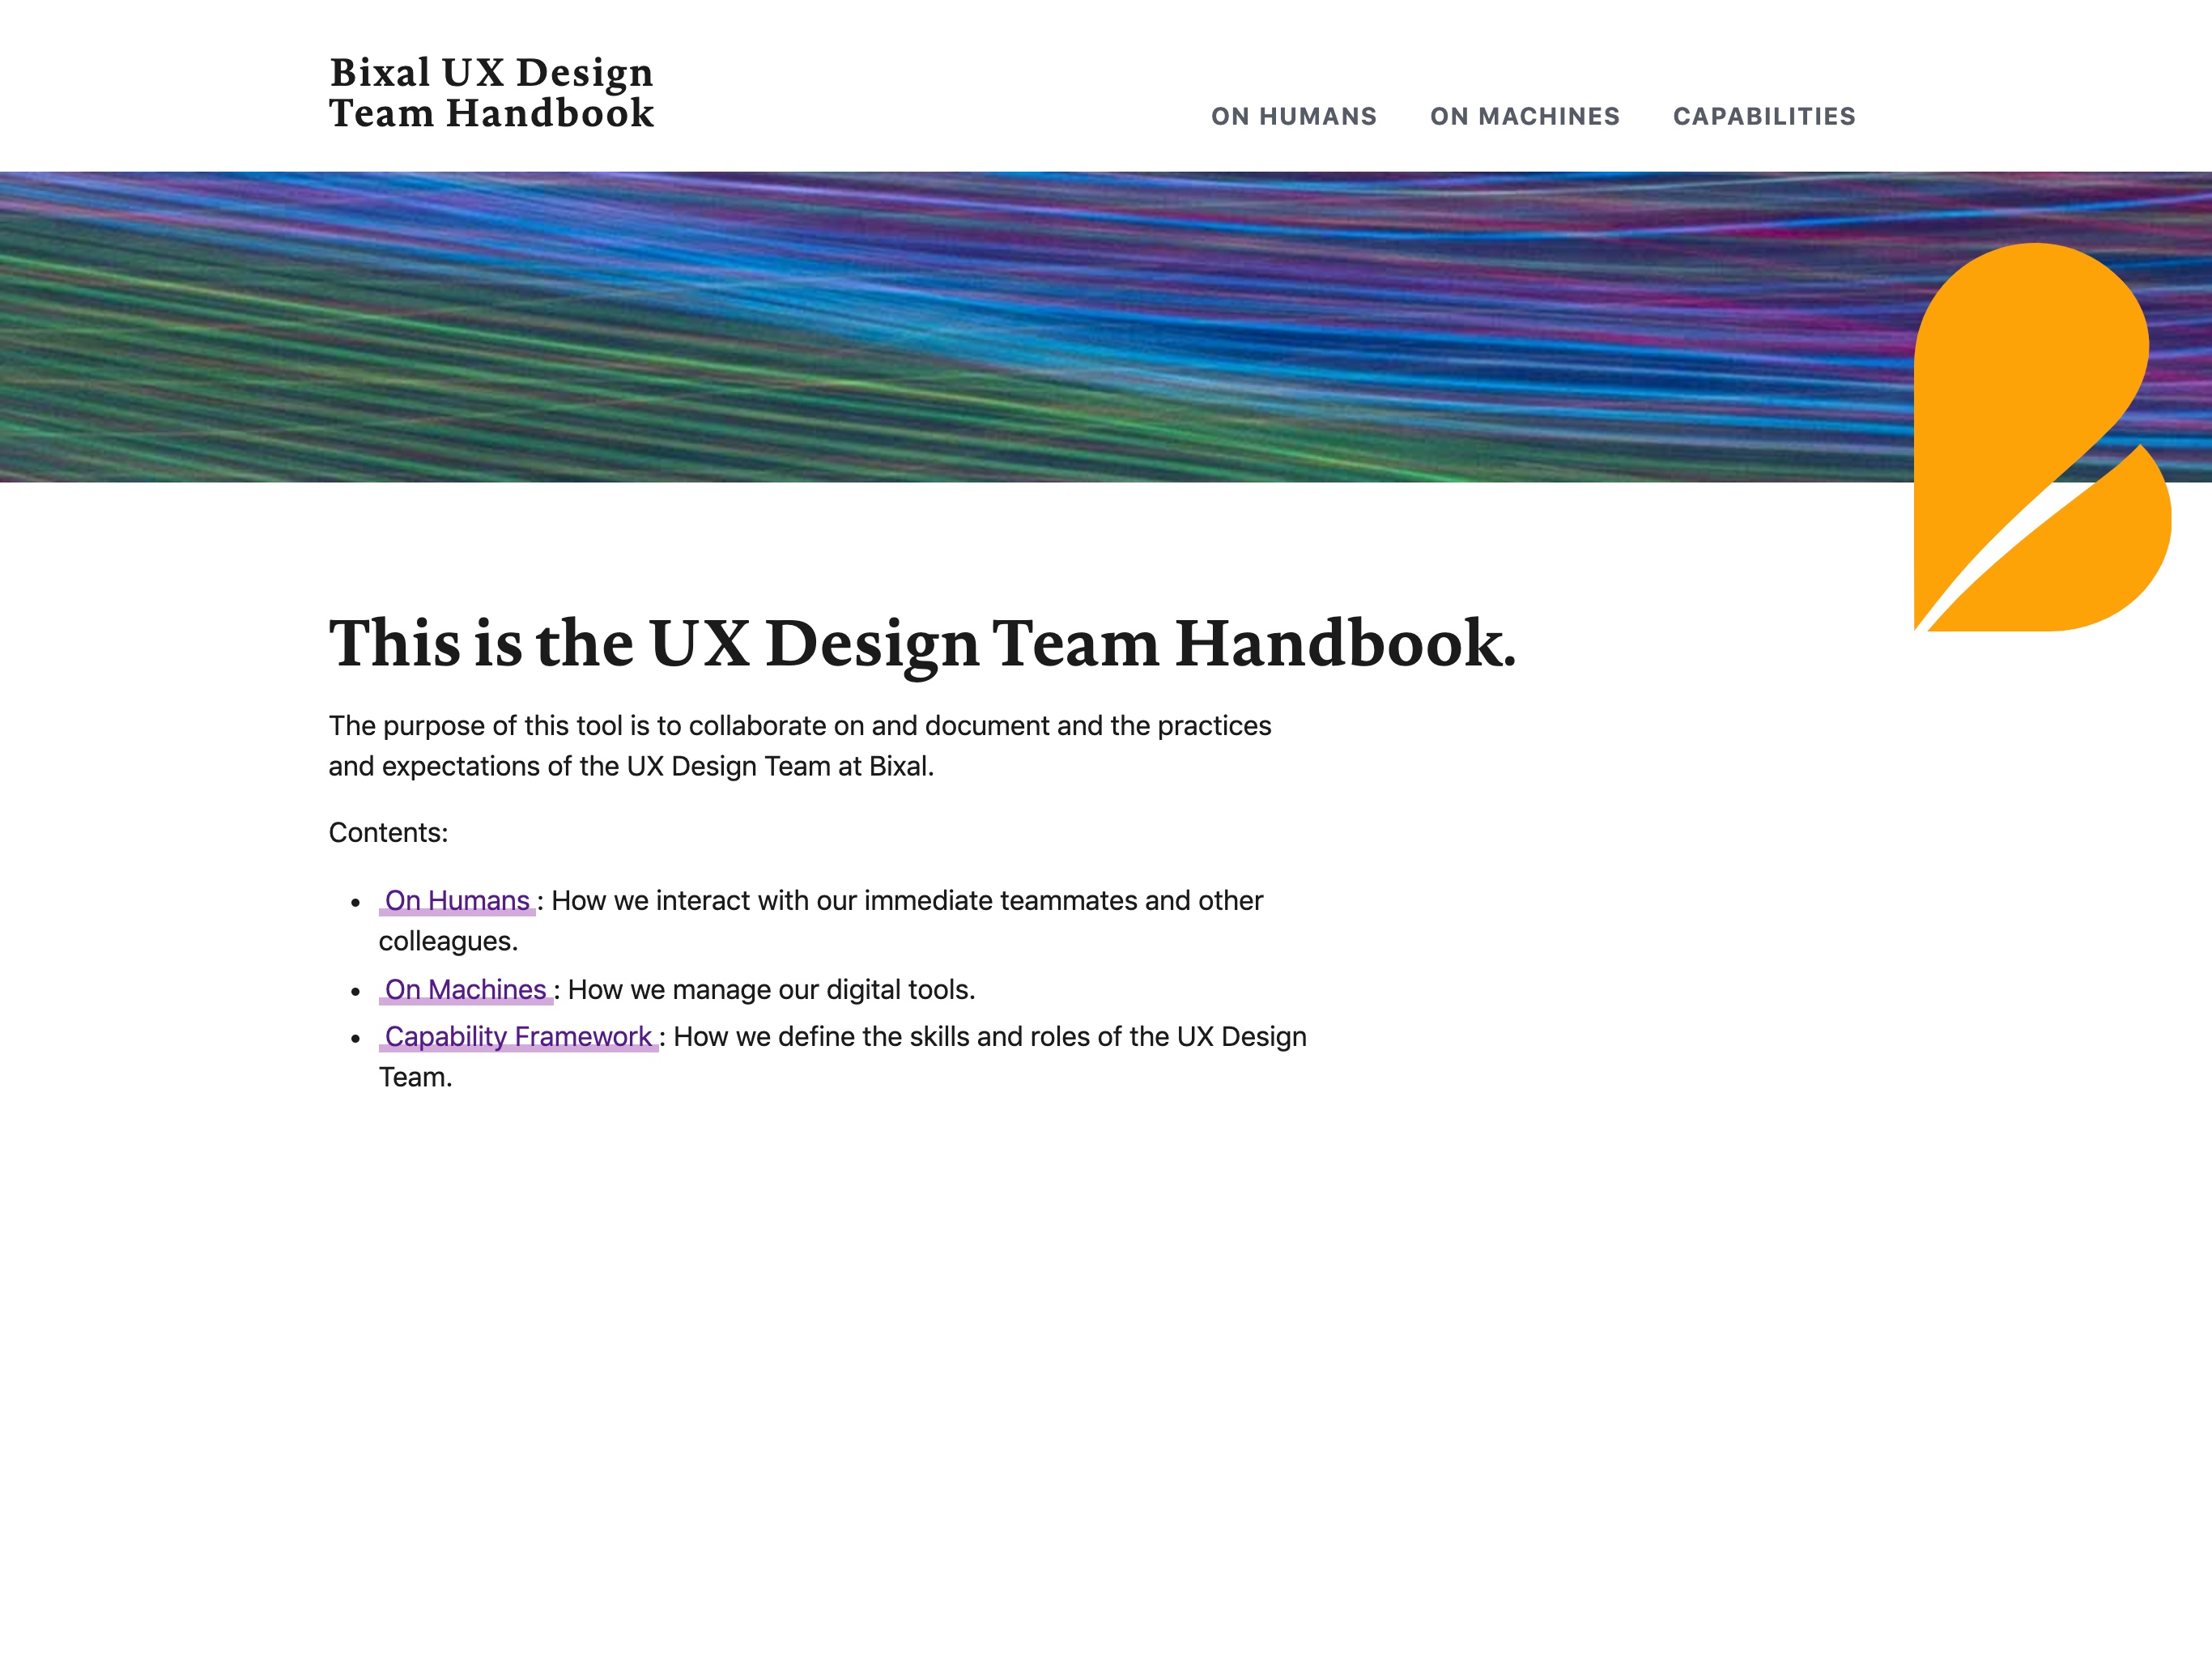 Bixal UX Design
Team Handbook
ON HUMANS ON MACHINES CAPABILITIES
This is the UX Design Team Handbook.
The purpose of this tool is to collaborate on and document and the practices
and expectations of the UX Design Team at Bixal.
Contents:
• On Humans : How we interact with our immediate teammates and other
colleagues.
• On Machines : How we manage our digital tools.
• Capability Framework : How we define the skills and roles of the UX Design
Team.